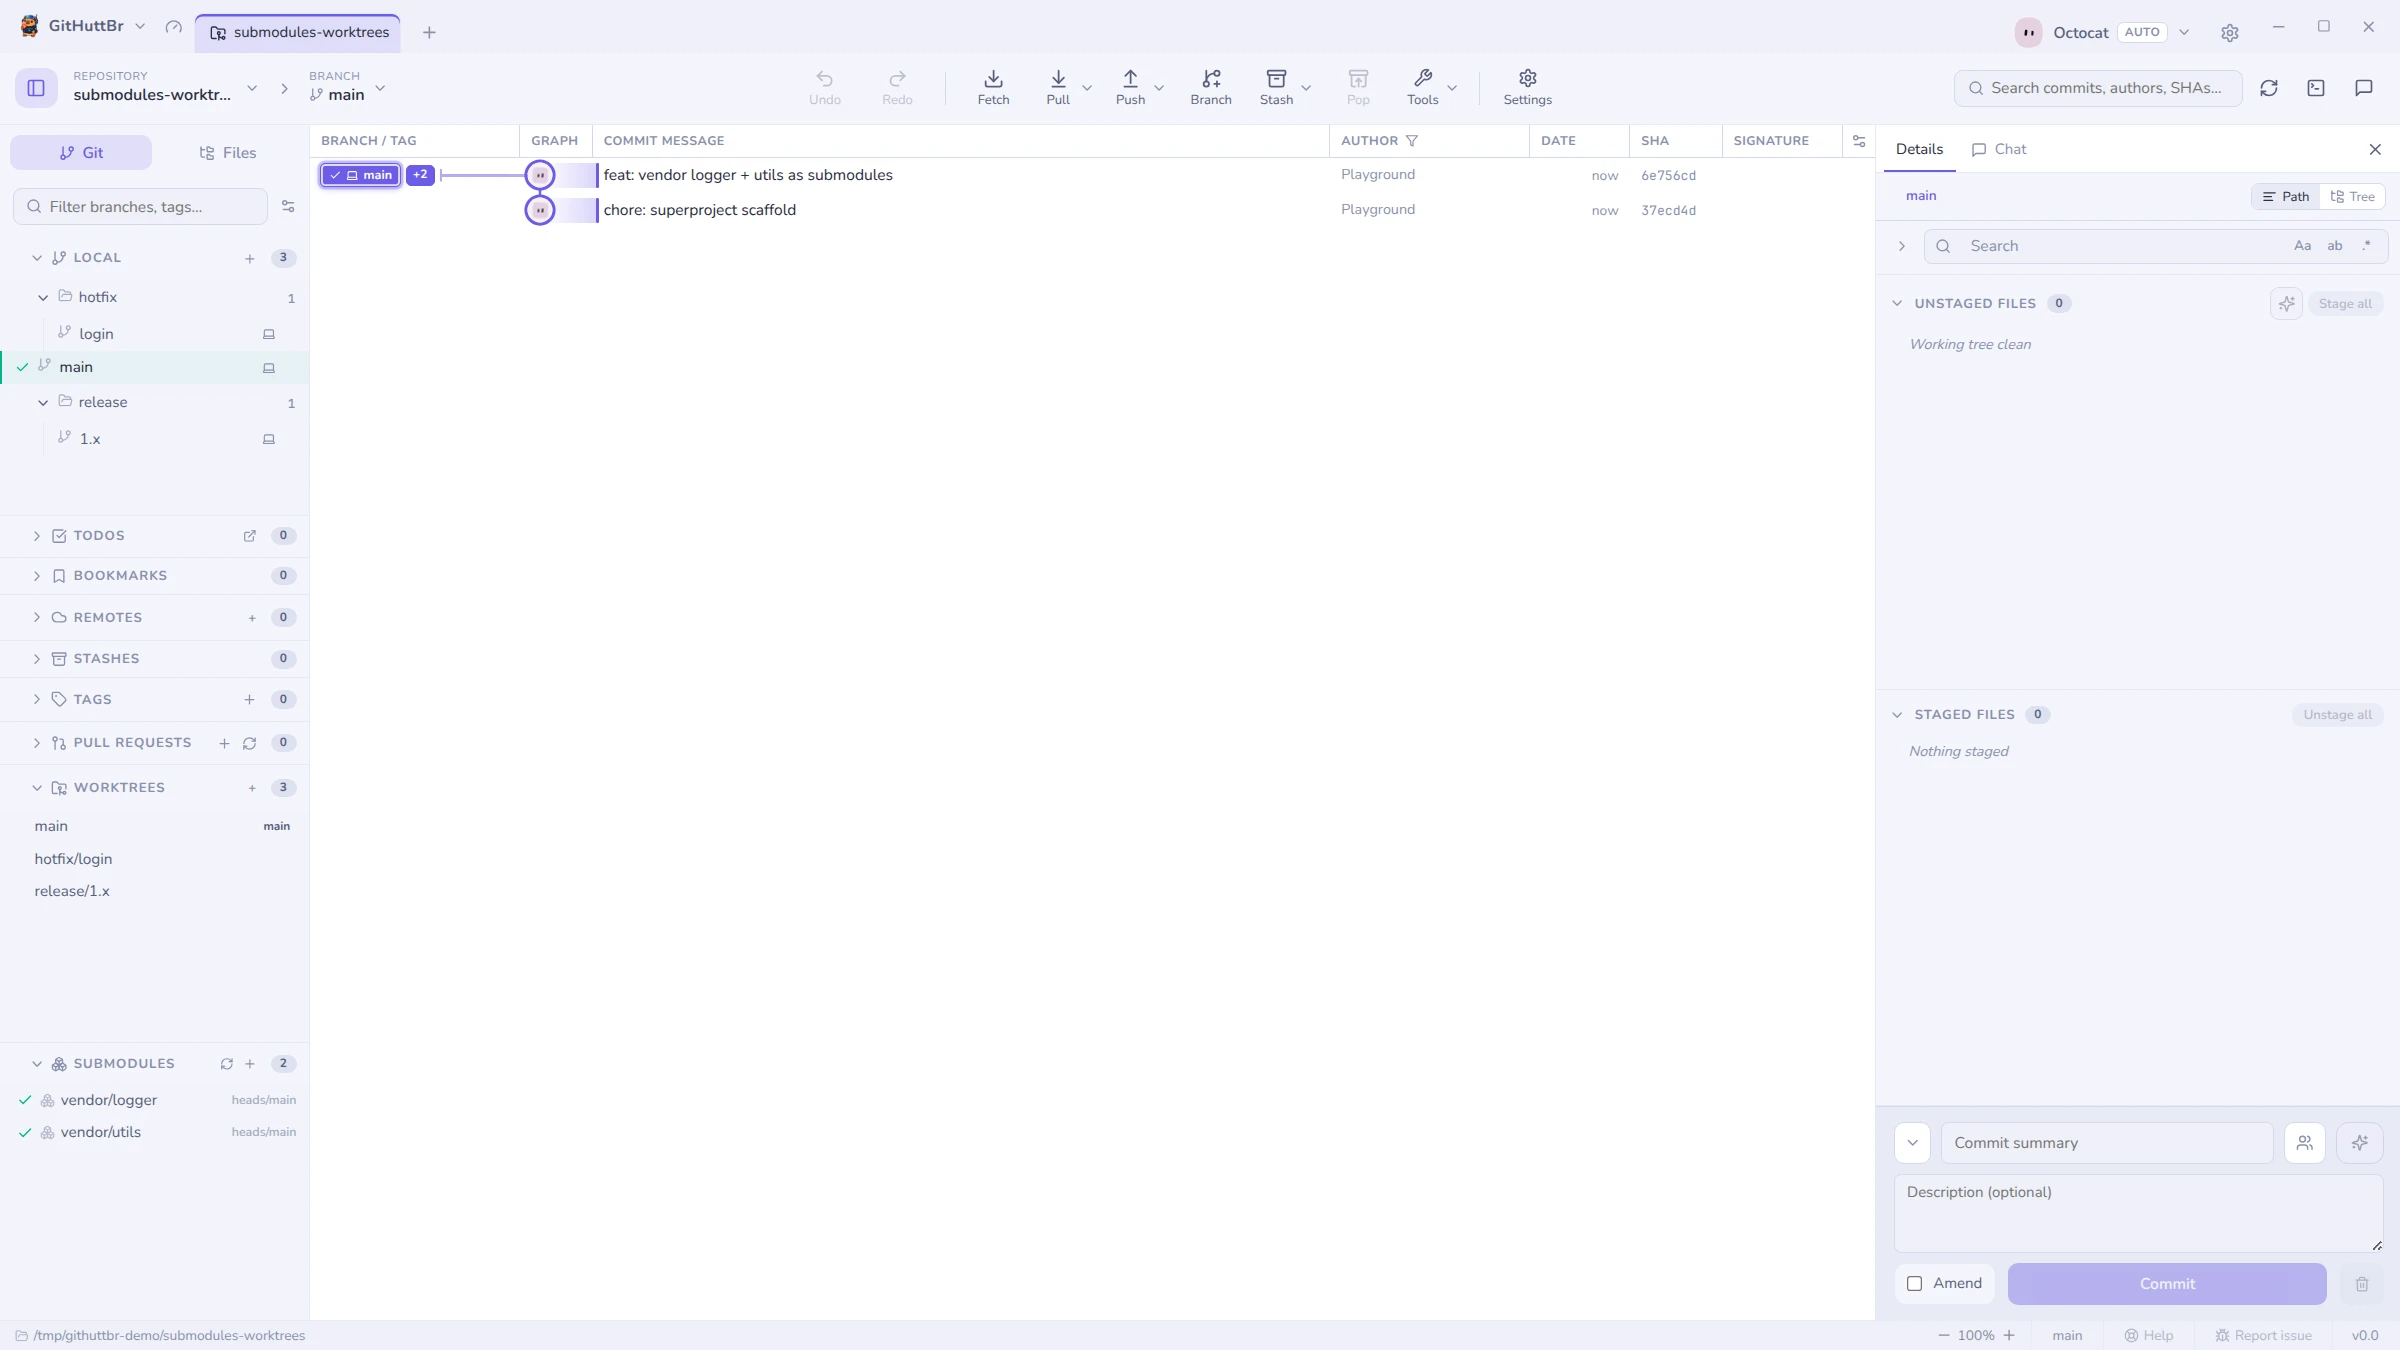 GitHuttBr
submodules-worktrees
Octocat
AUTO
REPOSITORY
submodules-worktr...
BRANCH
main
Undo
Redo
Fetch
Pull
Push
Branch
Stash
Pop
Tools
Settings
Search commits, authors, SHAs...
Git
Files
Filter branches, tags...
LOCAL
3
hotfix
1
login
main
release
1
1.x
TODOS
0
BOOKMARKS
0
REMOTES
0
STASHES
0
TAGS
0
PULL REQUESTS
0
WORKTREES
3
main
main
hotfix/login
release/1.x
SUBMODULES
2
vendor/logger
heads/main
vendor/utils
heads/main
BRANCH / TAG
GRAPH
COMMIT MESSAGE
AUTHOR
DATE
SHA
SIGNATURE
main
+2
feat: vendor logger + utils as submodules
Playground
now
6e756cd
chore: superproject scaffold
Playground
now
37ecd4d
Details
Chat
main
Path
Tree
Search
Aa
ab
.*
UNSTAGED FILES
0
Stage all
Working tree clean
STAGED FILES
0
Unstage all
Nothing staged
Commit summary
Description (optional)
Amend
Commit
/tmp/githuttbr-demo/submodules-worktrees
100%
main
Help
Report issue
v0.0